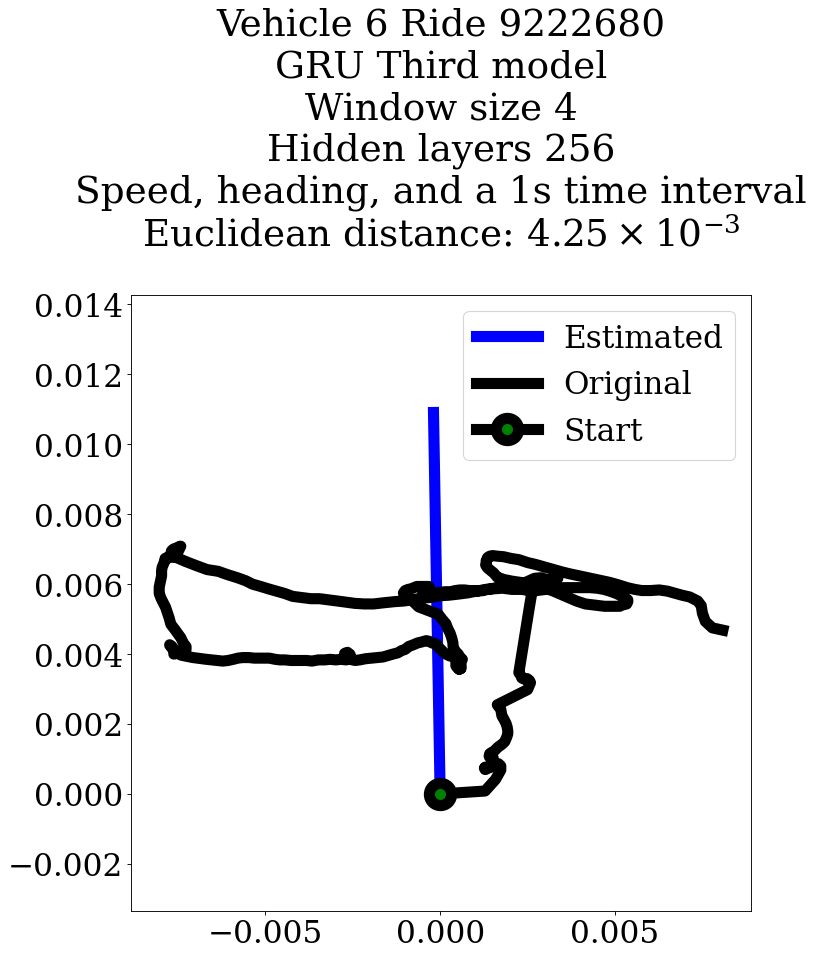 Vehicle 6 Ride 9222680
GRU Third model
Window size 4
Hidden layers 256
Speed, heading, and a 1s time interval
Euclidean distance: 4.25 × 10⁻³
0.014
0.012
0.010
0.008
0.006
0.004
0.002
0.000
−0.002
Estimated
Original
Start
−0.005 0.000 0.005